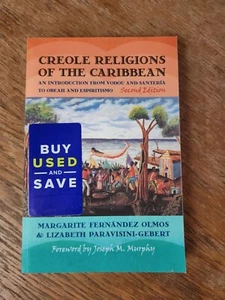 CREOLE RELIGIONS
OF THE CARIBBEAN
AN INTRODUCTION FROM VODOU AND SANTERÍA
TO OBEAH AND ESPIRITISMO Second Edition
BUY
USED
AND
SAVE
MARGARITE FERNÁNDEZ OLMOS
& LIZABETH PARAVISINI-GEBERT
Foreword by Joseph M. Murphy